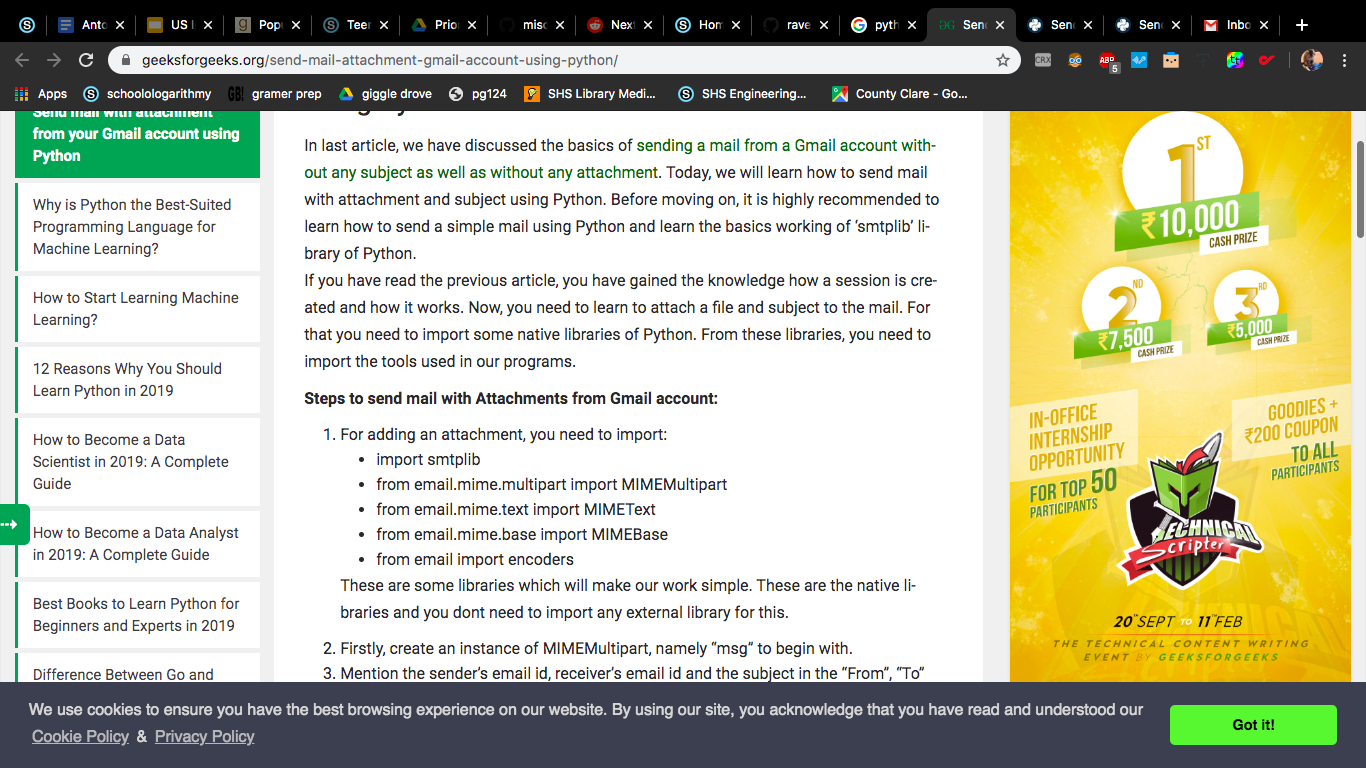 Anto
US I
Popu
Teer
Prio
misc
Next
Hom
rave
pyth
Send
Send
Send
Inbo
geeksforgeeks.org/send-mail-attachment-gmail-account-using-python/
CRX
ABP
5
Apps
schoolologarithmy
GB!
gramer prep
giggle drove
pg124
SHS Library Medi...
SHS Engineering...
County Clare - Go...
Send mail with attachment
from your Gmail account using
Python
Why is Python the Best-Suited
Programming Language for
Machine Learning?
How to Start Learning Machine
Learning?
12 Reasons Why You Should
Learn Python in 2019
How to Become a Data
Scientist in 2019: A Complete
Guide
How to Become a Data Analyst
in 2019: A Complete Guide
Best Books to Learn Python for
Beginners and Experts in 2019
Difference Between Go and
In last article, we have discussed the basics of sending a mail from a Gmail account with-
out any subject as well as without any attachment. Today, we will learn how to send mail
with attachment and subject using Python. Before moving on, it is highly recommended to
learn how to send a simple mail using Python and learn the basics working of ‘smtplib’ li-
brary of Python.
If you have read the previous article, you have gained the knowledge how a session is cre-
ated and how it works. Now, you need to learn to attach a file and subject to the mail. For
that you need to import some native libraries of Python. From these libraries, you need to
import the tools used in our programs.
Steps to send mail with Attachments from Gmail account:
1. For adding an attachment, you need to import:
• import smtplib
• from email.mime.multipart import MIMEMultipart
• from email.mime.text import MIMEText
• from email.mime.base import MIMEBase
• from email import encoders
These are some libraries which will make our work simple. These are the native li-
braries and you dont need to import any external library for this.
2. Firstly, create an instance of MIMEMultipart, namely “msg” to begin with.
3. Mention the sender’s email id, receiver’s email id and the subject in the “From”, “To”
1ST
₹10,000
CASH PRIZE
2ND
₹7,500
CASH PRIZE
3RD
₹5,000
CASH PRIZE
IN-OFFICE
INTERNSHIP
OPPORTUNITY
FOR TOP 50
PARTICIPANTS
GOODIES +
₹200 COUPON
TO ALL
PARTICIPANTS
TECHNICAL
Scripter
20TH SEPT TO 11TH FEB
THE TECHNICAL CONTENT WRITING
EVENT BY GEEKSFORGEEKS
We use cookies to ensure you have the best browsing experience on our website. By using our site, you acknowledge that you have read and understood our
Cookie Policy & Privacy Policy
Got it!